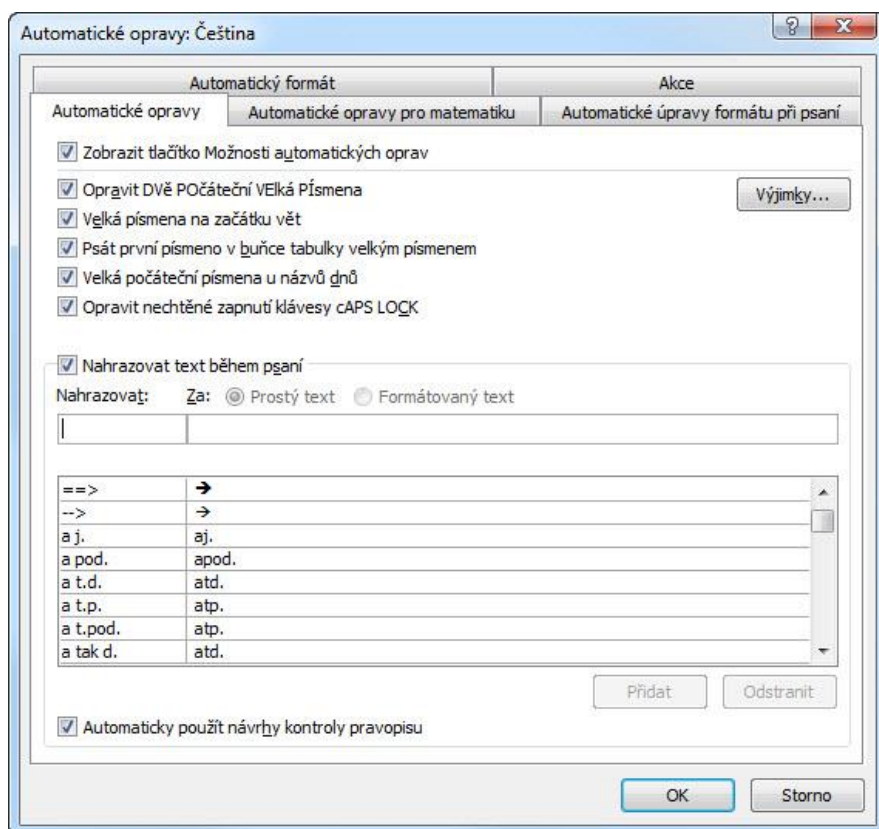 Automatické opravy: Čeština
Automatický formát Akce
Automatické opravy Automatické opravy pro matematiku Automatické úpravy formátu při psaní
Zobrazit tlačítko Možnosti automatických oprav
Opravit DVě POčáteční VElká PÍsmena Výjimky...
Velká písmena na začátku vět
Psát první písmeno v buňce tabulky velkým písmenem
Velká počáteční písmena u názvů dnů
Opravit nechtěné zapnutí klávesy cAPS LOCK
Nahrazovat text během psaní
Nahrazovat: Za: Prostý text Formátovaný text
==> →
--> →
a j. aj.
a pod. apod.
a t.d. atd.
a t.p. atp.
a t.pod. atp.
a tak d. atd.
Přidat Odstranit
Automaticky použít návrhy kontroly pravopisu
OK Storno